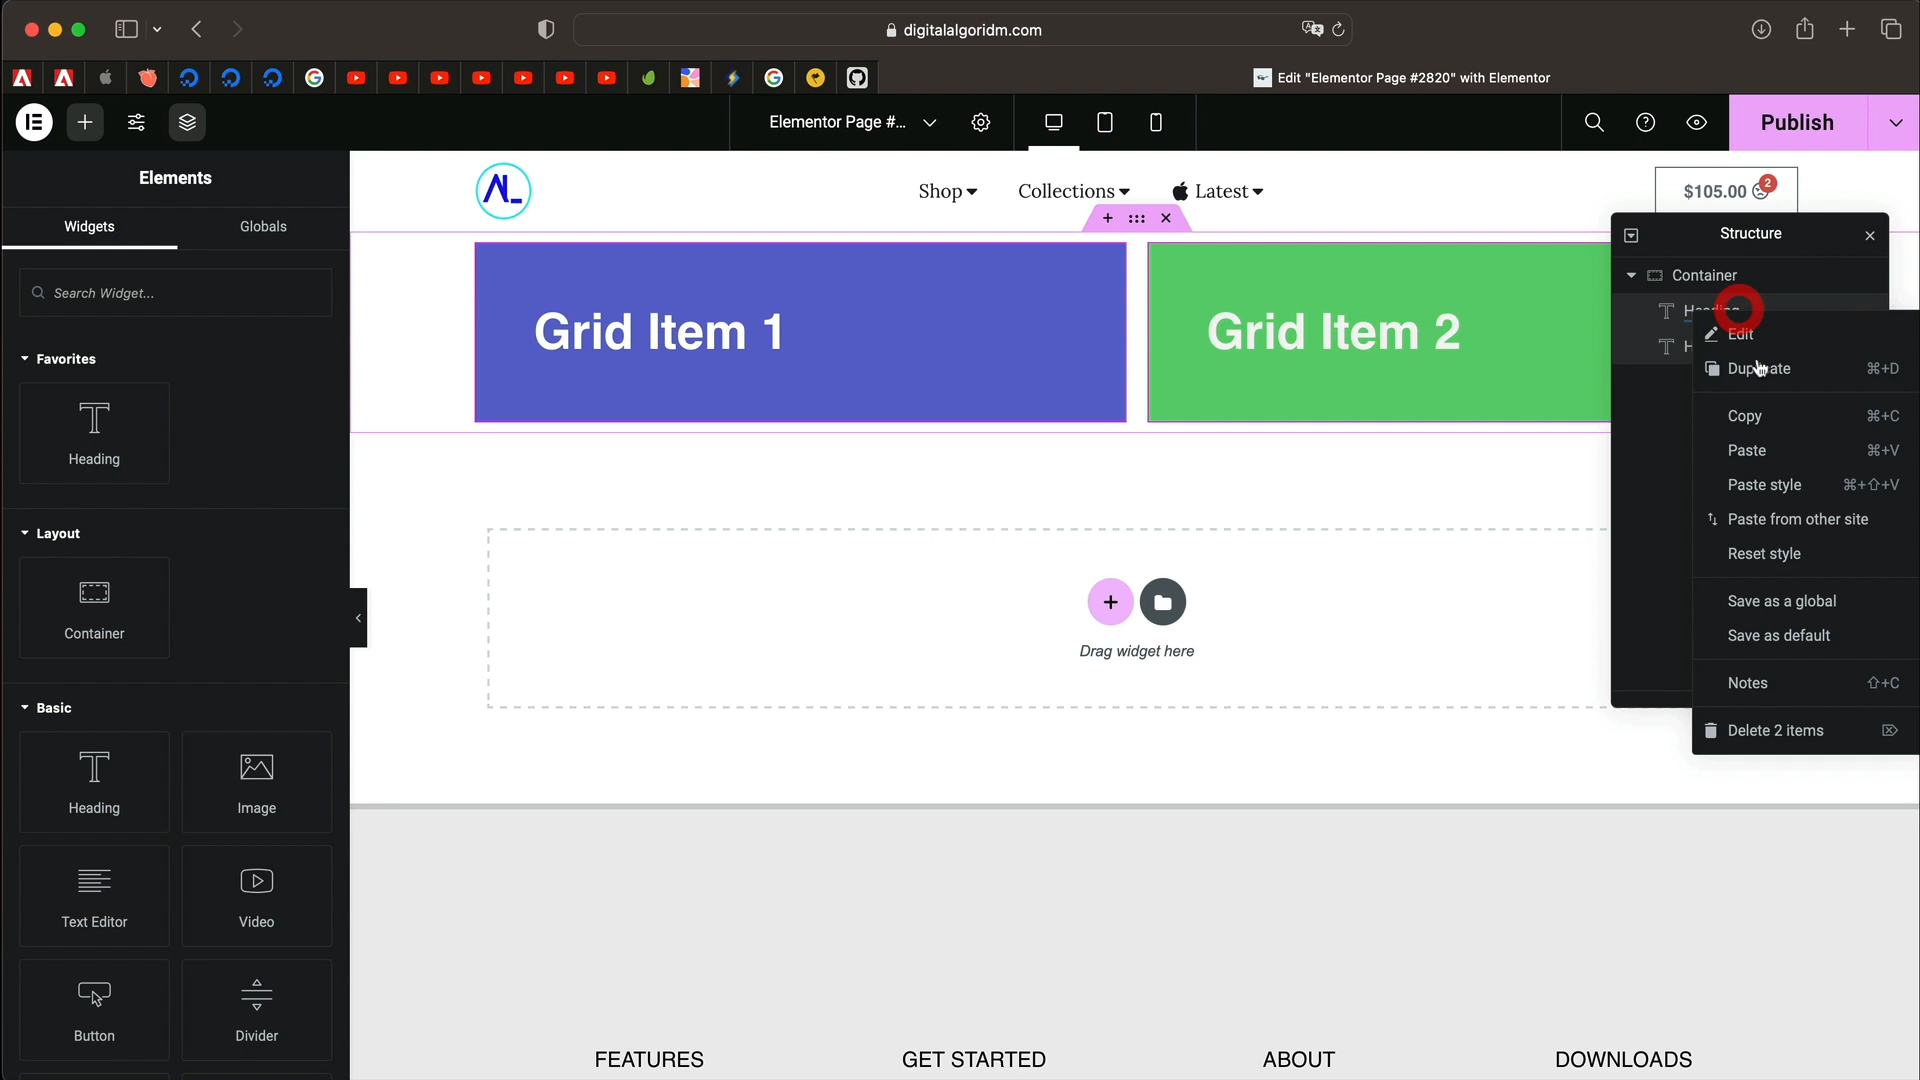 digitalalgoridm.com
Edit "Elementor Page #2820" with Elementor
Elementor Page #...
Publish
Elements
Widgets
Globals
Search Widget...
Favorites
Heading
Layout
Container
Basic
Heading
Image
Text Editor
Video
Button
Divider
AL_
Shop
Collections
Latest
$105.00
2
Grid Item 1
Grid Item 2
Drag widget here
FEATURES
GET STARTED
ABOUT
DOWNLOADS
Structure
Container
Edit
Duplicate ⌘+D
Copy ⌘+C
Paste ⌘+V
Paste style ⌘+⇧+V
Paste from other site
Reset style
Save as a global
Save as default
Notes ⇧+C
Delete 2 items